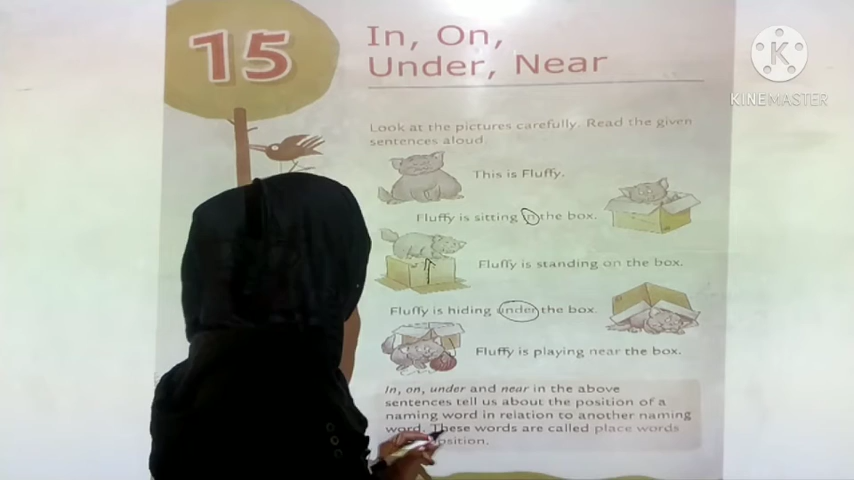 15
In, On,
Under, Near
KINEMASTER
Look at the pictures carefully. Read the given
sentences aloud.
This is Fluffy.
Fluffy is sitting in the box.
Fluffy is standing on the box.
Fluffy is hiding under the box.
Fluffy is playing near the box.
In, on, under and near in the above
sentences tell us about the position of a
naming word in relation to another naming
word. These words are called place words